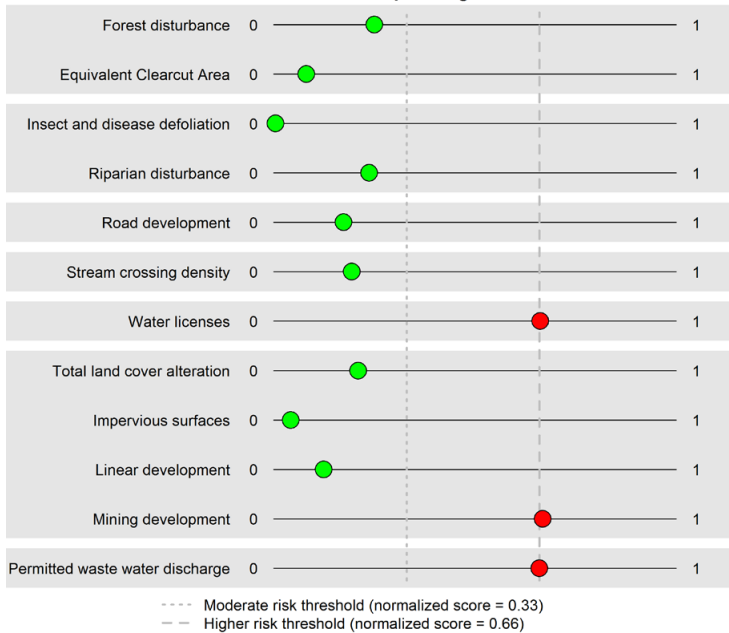 Forest disturbance 0 1
Equivalent Clearcut Area 0 1
Insect and disease defoliation 0 1
Riparian disturbance 0 1
Road development 0 1
Stream crossing density 0 1
Water licenses 0 1
Total land cover alteration 0 1
Impervious surfaces 0 1
Linear development 0 1
Mining development 0 1
Permitted waste water discharge 0 1
Moderate risk threshold (normalized score = 0.33)
Higher risk threshold (normalized score = 0.66)